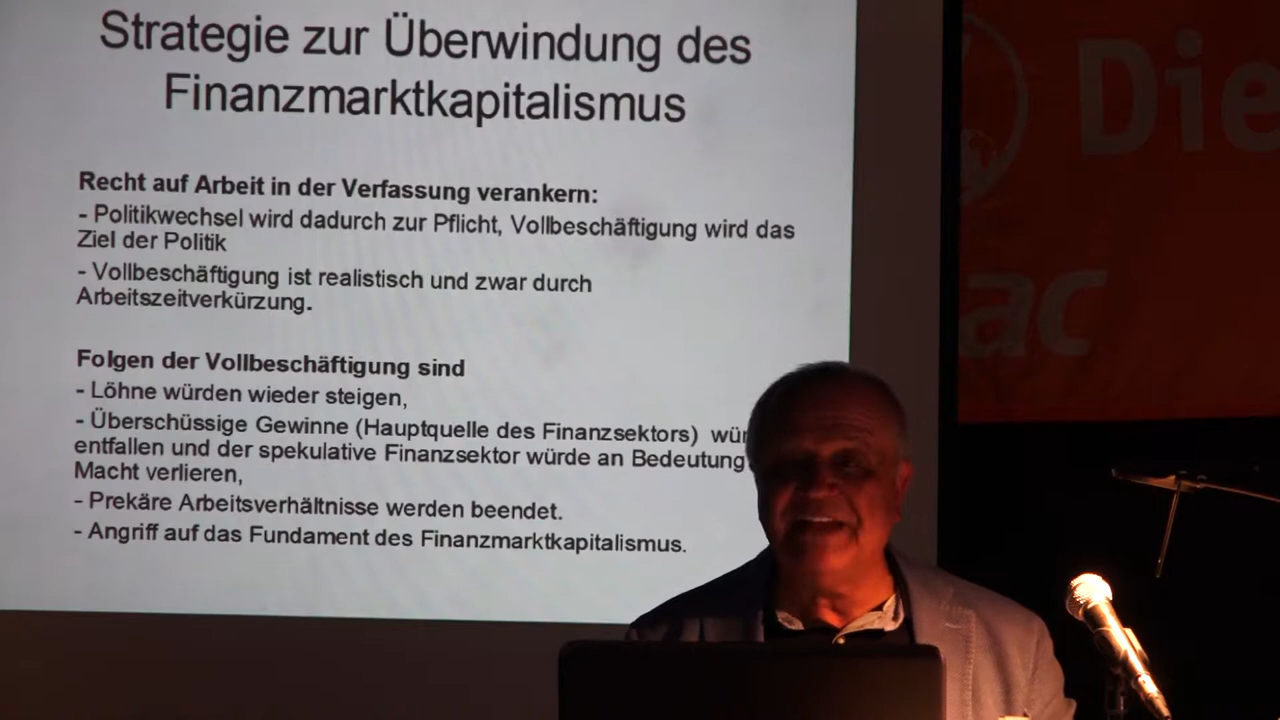 Strategie zur Überwindung des
Finanzmarktkapitalismus
Recht auf Arbeit in der Verfassung verankern:
- Politikwechsel wird dadurch zur Pflicht, Vollbeschäftigung wird das
Ziel der Politik
- Vollbeschäftigung ist realistisch und zwar durch
Arbeitszeitverkürzung.
Folgen der Vollbeschäftigung sind
- Löhne würden wieder steigen,
- Überschüssige Gewinne (Hauptquelle des Finanzsektors)
entfallen und der spekulative Finanzsektor würde an Bedeutung
Macht verlieren,
- Prekäre Arbeitsverhältnisse werden beendet.
- Angriff auf das Fundament des Finanzmarktkapitalismus.
Die
ac